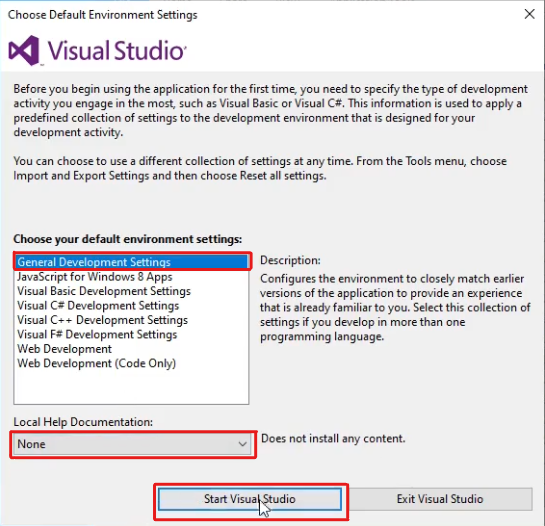 Choose Default Environment Settings
Visual Studio
Before you begin using the application for the first time, you need to specify the type of development
activity you engage in the most, such as Visual Basic or Visual C#. This information is used to apply a
predefined collection of settings to the development environment that is designed for your
development activity.
You can choose to use a different collection of settings at any time. From the Tools menu, choose
Import and Export Settings and then choose Reset all settings.
Choose your default environment settings:
General Development Settings
JavaScript for Windows 8 Apps
Visual Basic Development Settings
Visual C# Development Settings
Visual C++ Development Settings
Visual F# Development Settings
Web Development
Web Development (Code Only)
Description:
Configures the environment to closely match earlier
versions of the application to provide an experience
that is already familiar to you. Select this collection of
settings if you develop in more than one
programming language.
Local Help Documentation:
None
Does not install any content.
Start Visual Studio
Exit Visual Studio